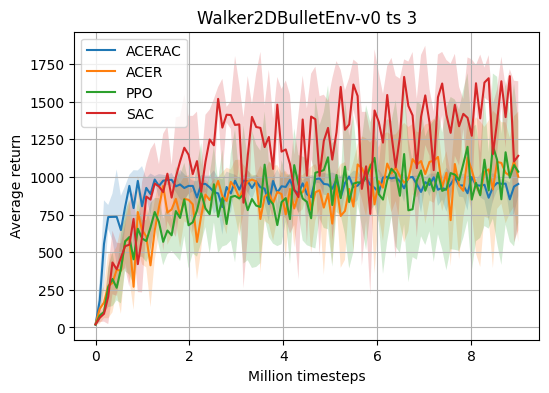 Walker2DBulletEnv-v0 ts 3
ACERAC
ACER
PPO
SAC
Average return
1750
1500
1250
1000
750
500
250
0
0 2 4 6 8
Million timesteps